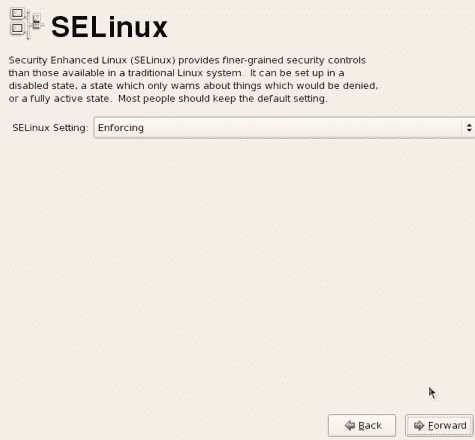 SELinux
Security Enhanced Linux (SELinux) provides finer-grained security controls
than those available in a traditional Linux system.  It can be set up in a
disabled state, a state which only warns about things which would be denied,
or a fully active state.  Most people should keep the default setting.
SELinux Setting: Enforcing
Back Forward